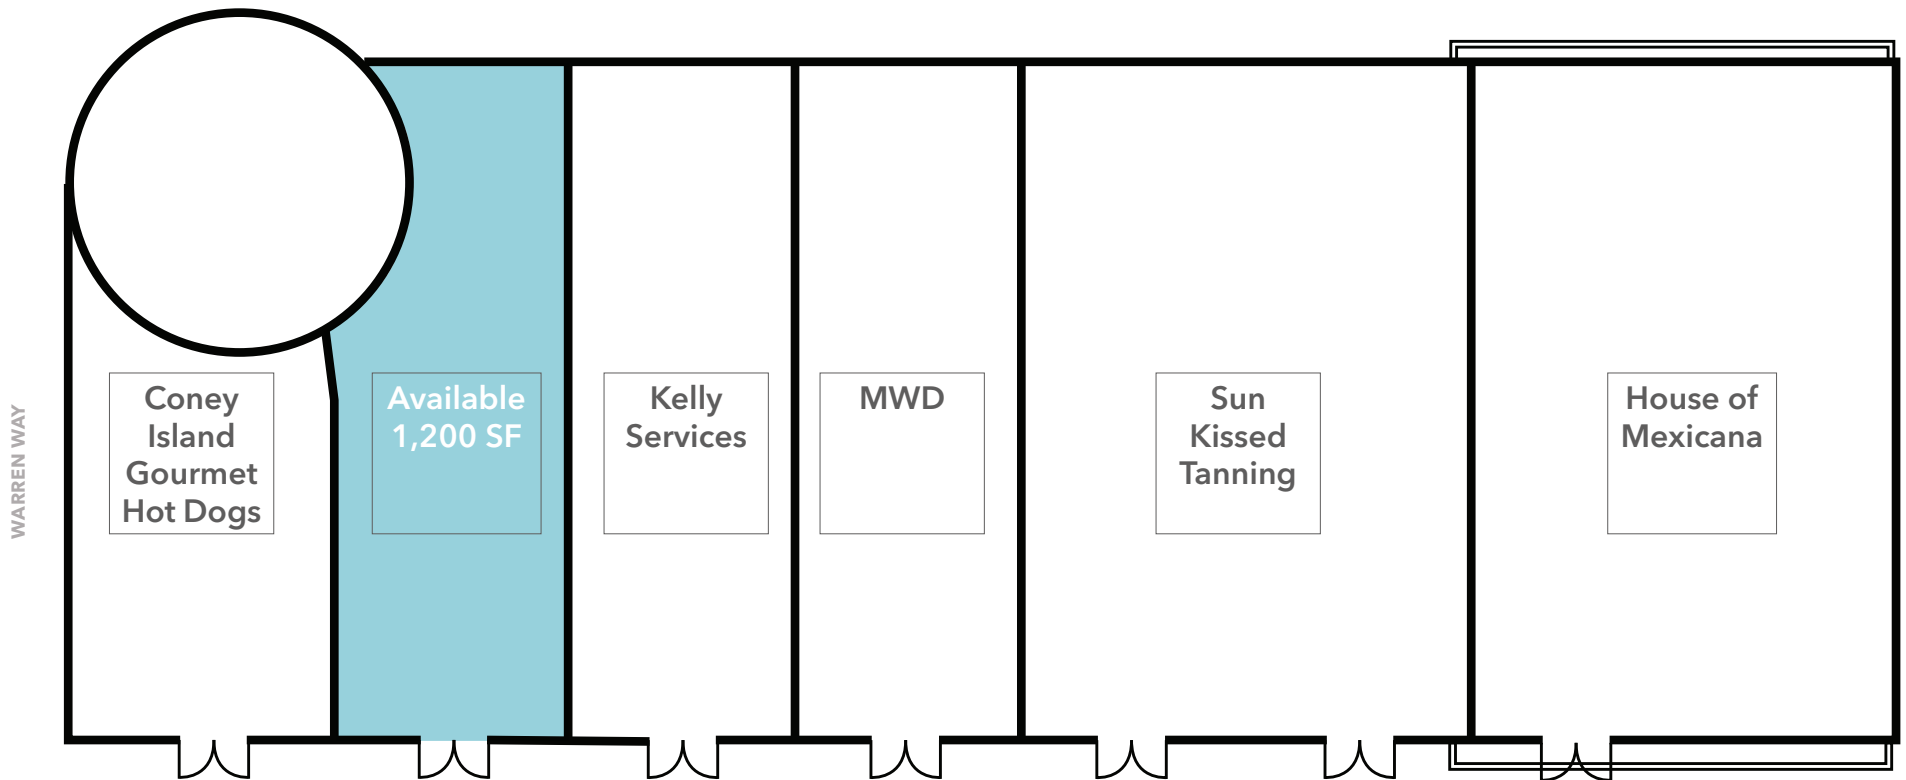 WARREN WAY
Coney
Island
Gourmet
Hot Dogs
Available
1,200 SF
Kelly
Services
MWD
Sun
Kissed
Tanning
House of
Mexicana